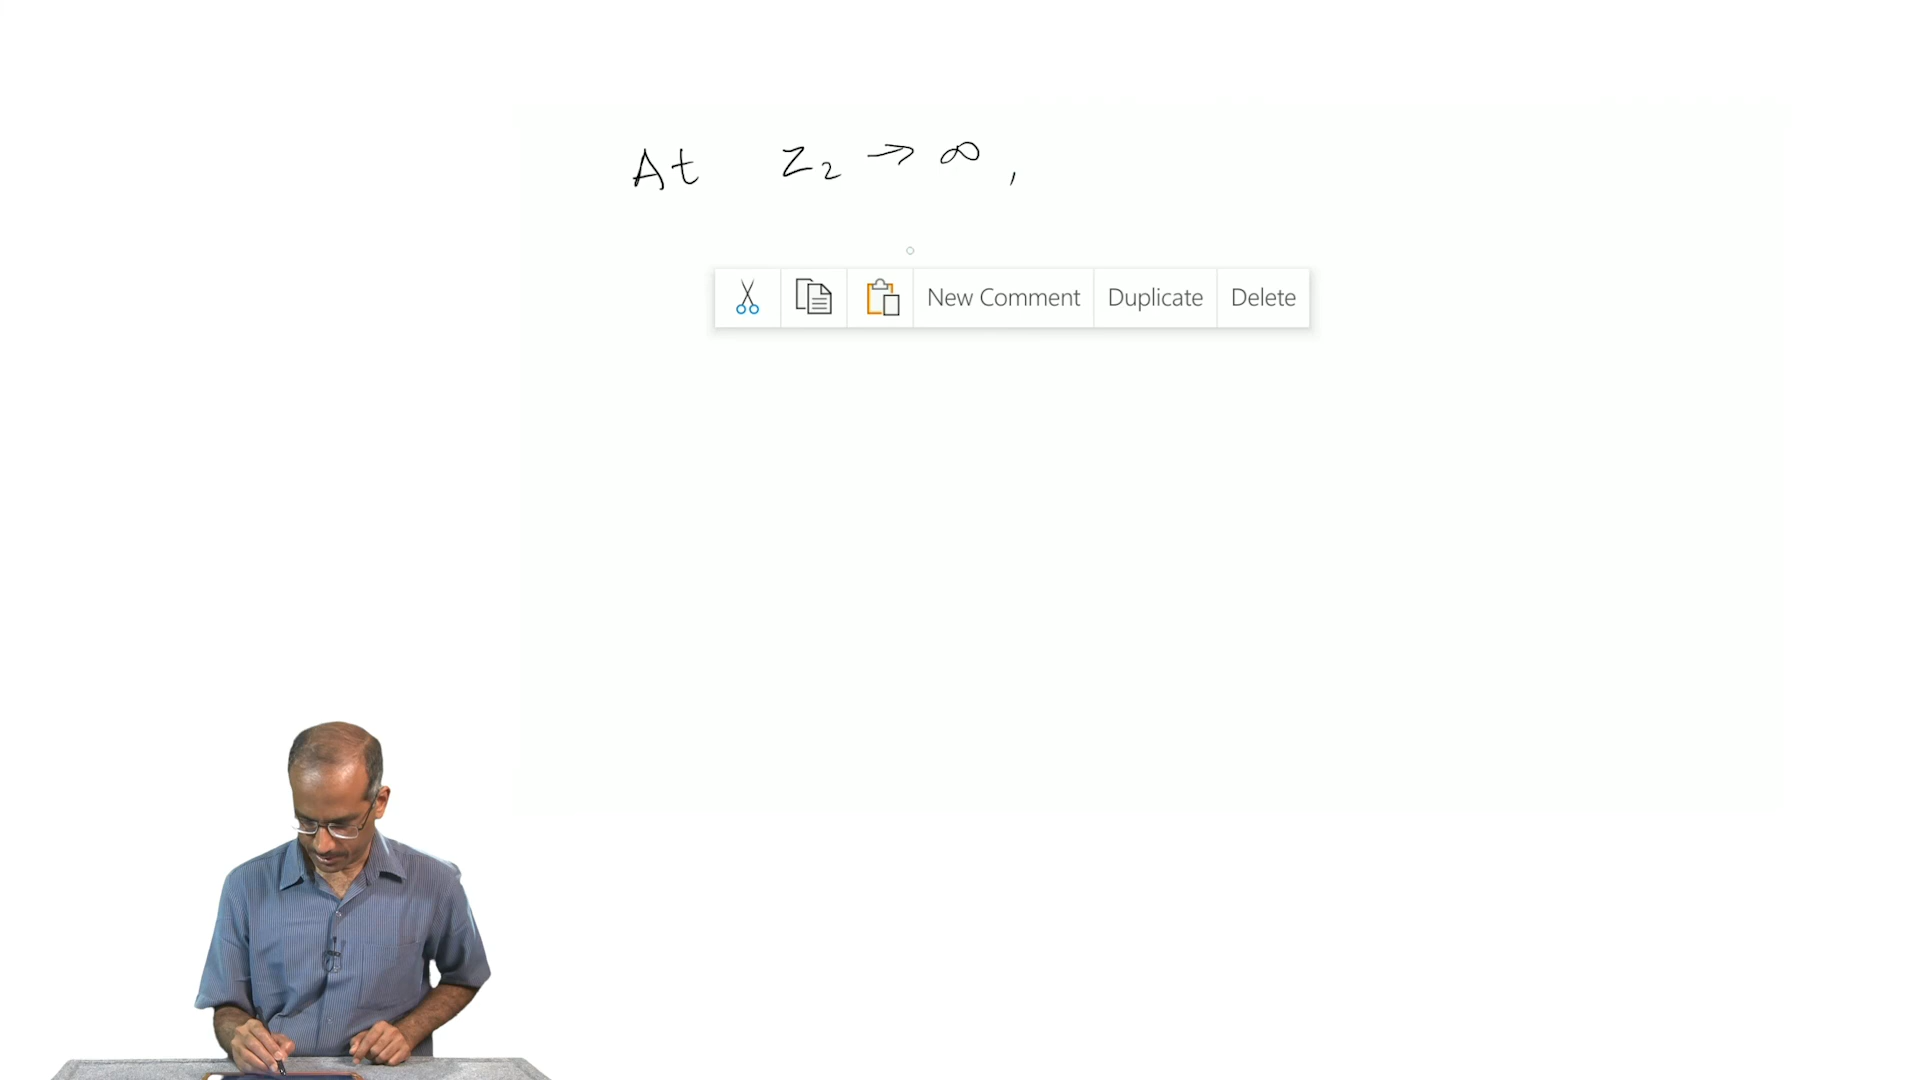 At z₂ → ∞ ,
New Comment Duplicate Delete